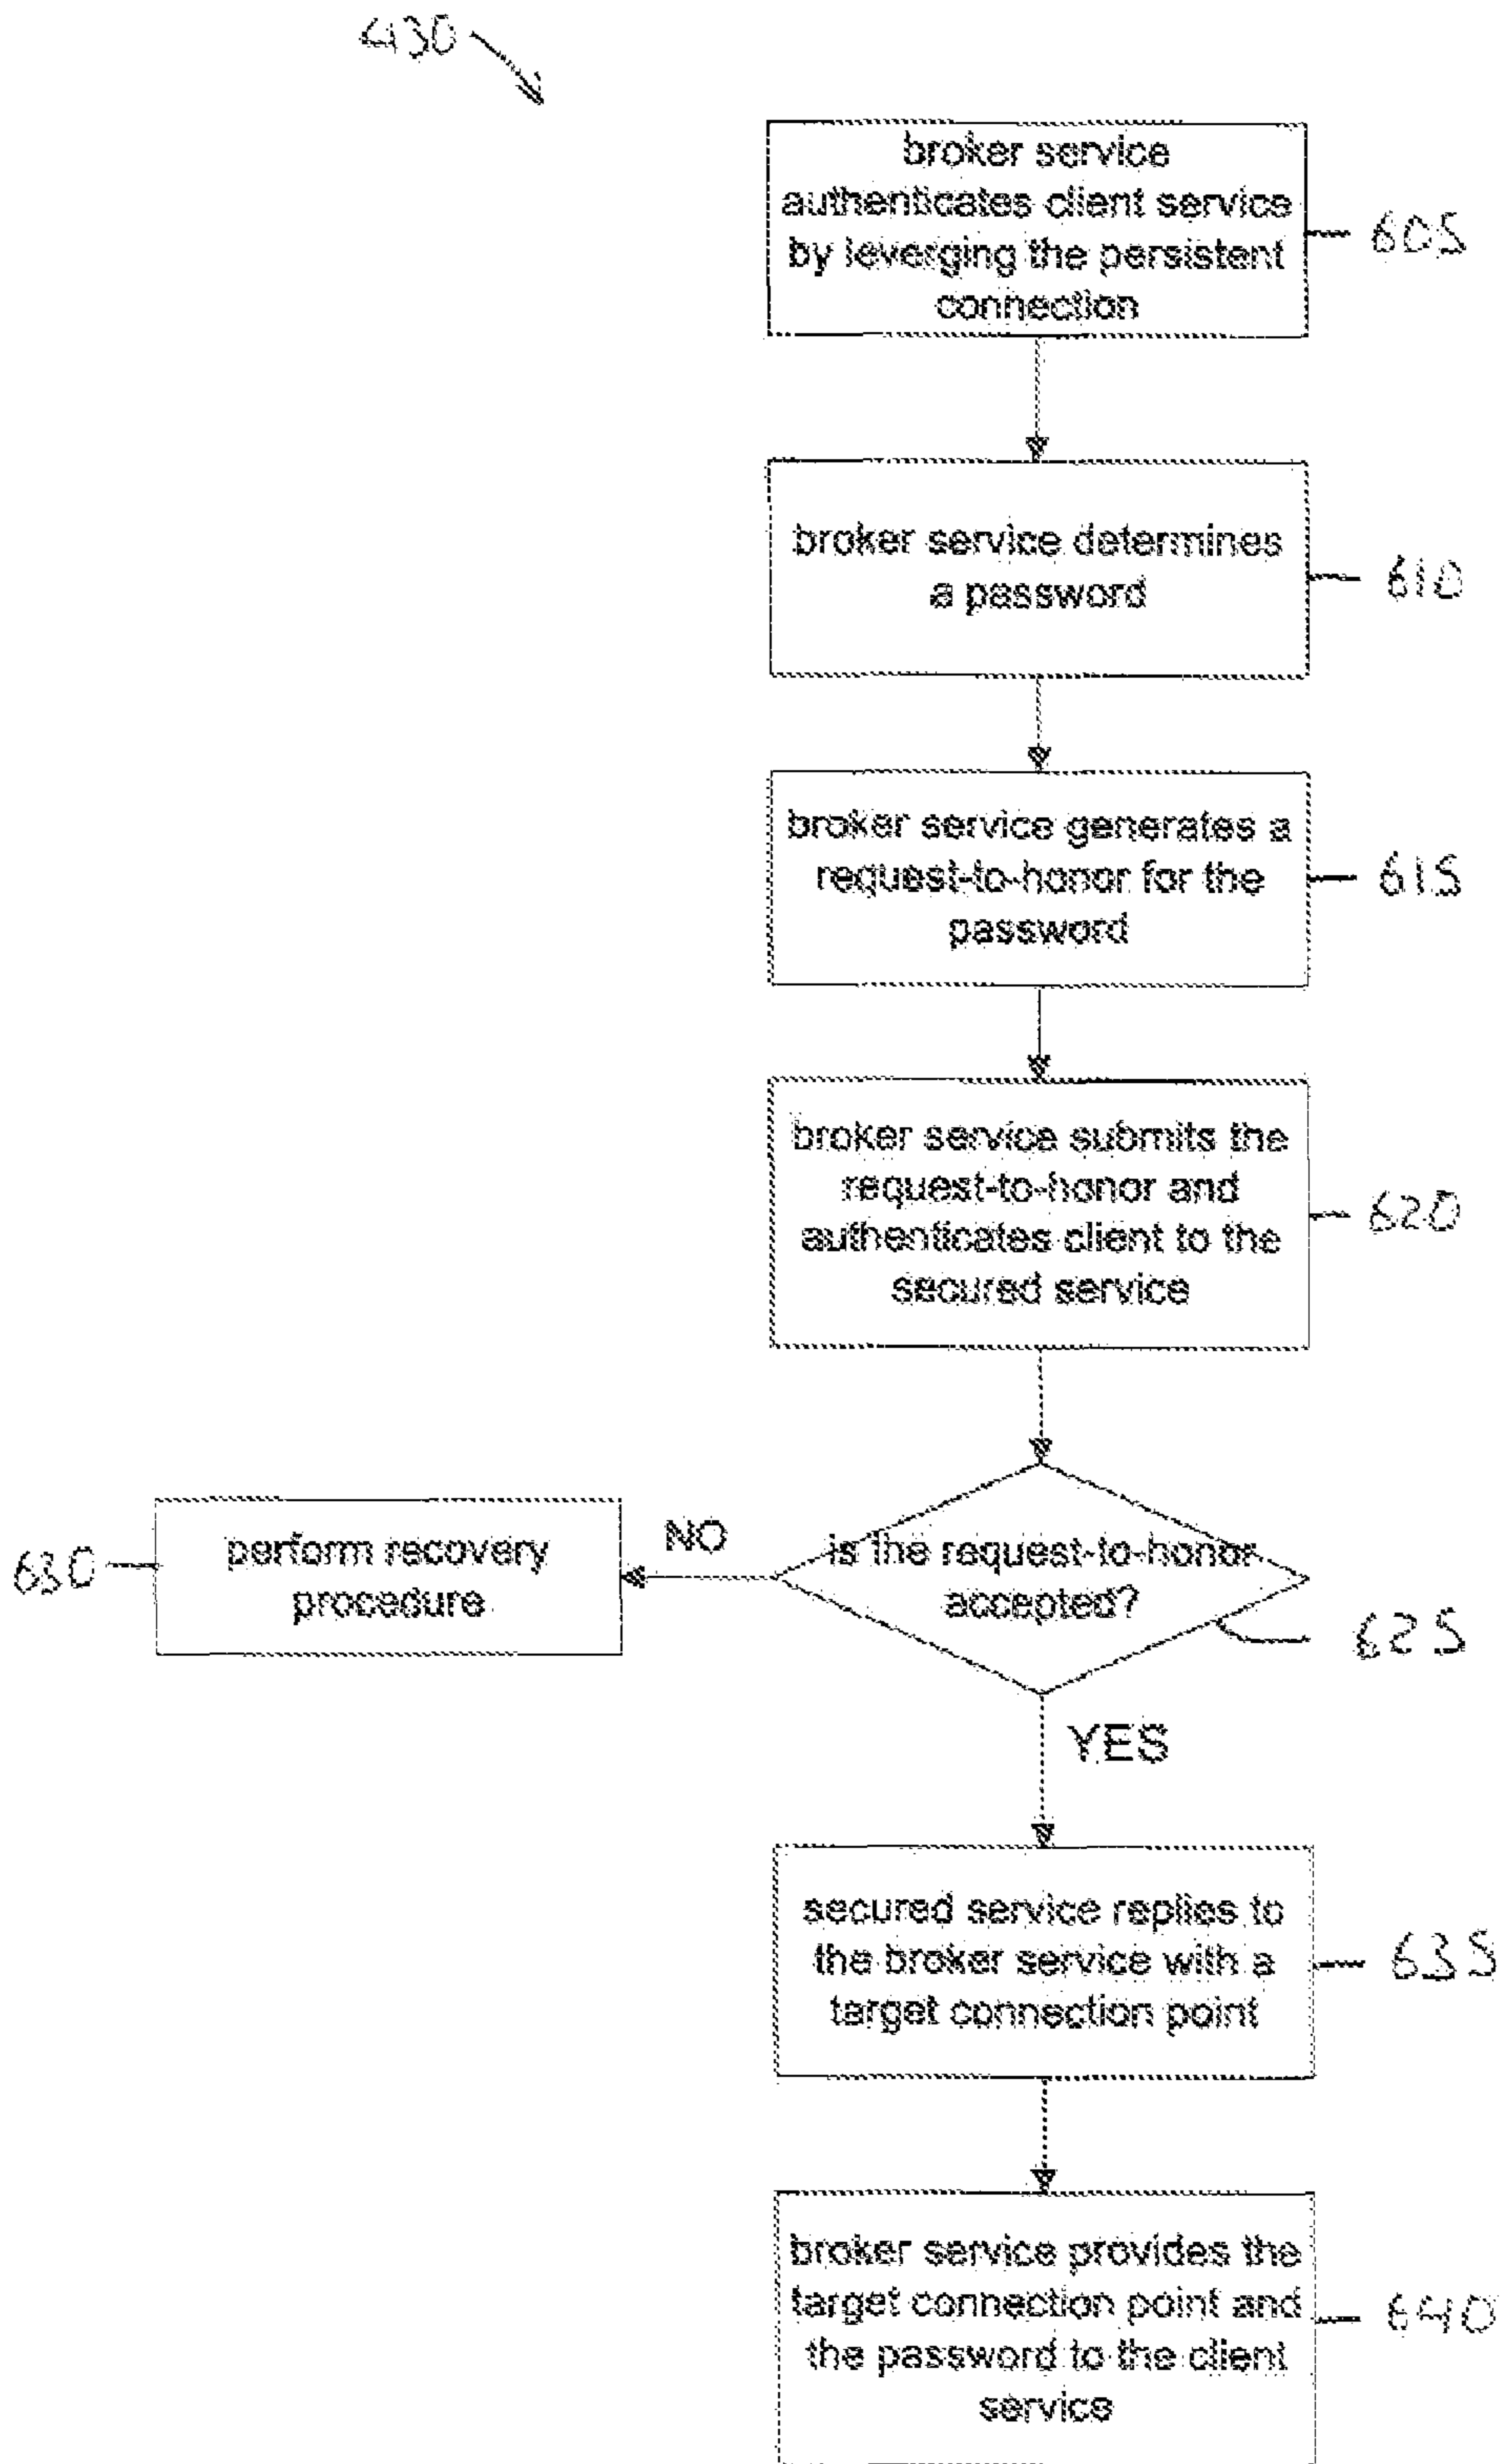 430
broker service
authenticates client service
by leverging the persistent
connection
605
broker service determines
a password
610
broker service generates a
request-to-honor for the
password
615
broker service submits the
request-to-honor and
authenticates client to the
secured service
620
is the request-to-honor
accepted?
625
NO
perform recovery
procedure
630
YES
secured service replies to
the broker service with a
target connection point
635
broker service provides the
target connection point and
the password to the client
service
640